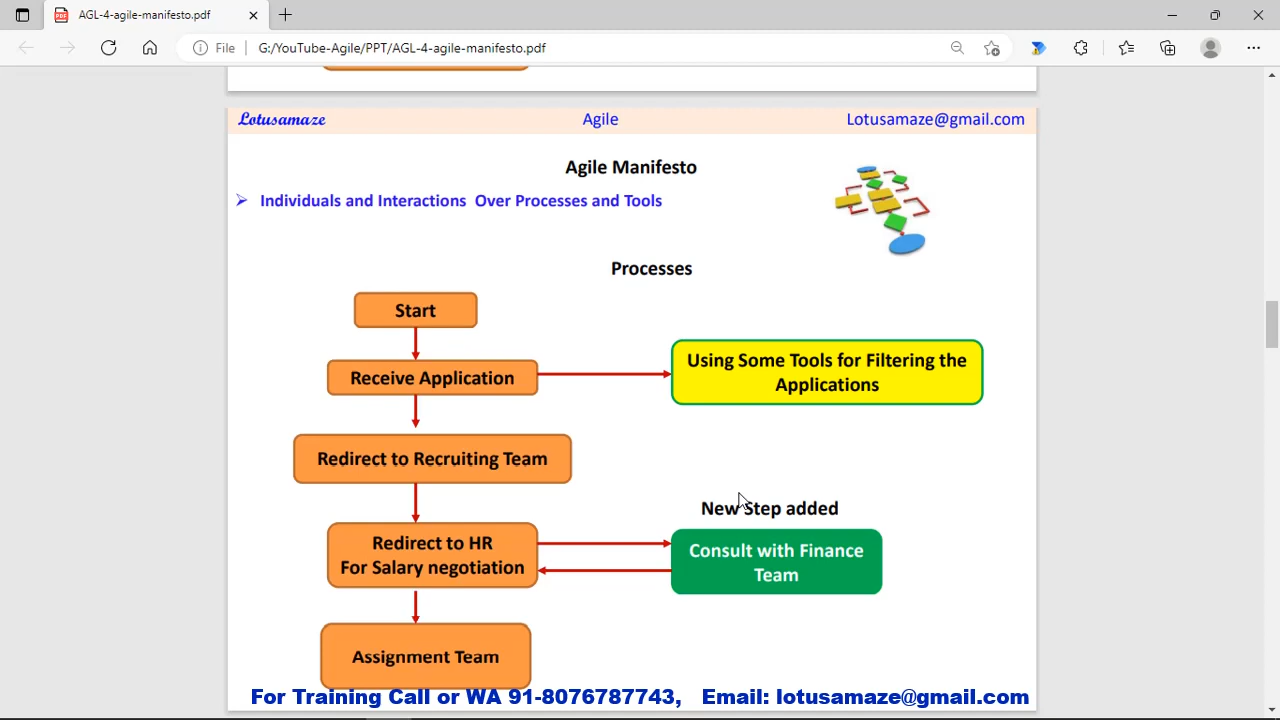 AGL-4-agile-manifesto.pdf
File G:/YouTube-Agile/PPT/AGL-4-agile-manifesto.pdf
Lotusamaze Agile Lotusamaze@gmail.com
Agile Manifesto
Individuals and Interactions Over Processes and Tools
Processes
Start
Receive Application
Using Some Tools for Filtering the
Applications
Redirect to Recruiting Team
New Step added
Redirect to HR
For Salary negotiation
Consult with Finance
Team
Assignment Team
For Training Call or WA 91-8076787743, Email: lotusamaze@gmail.com